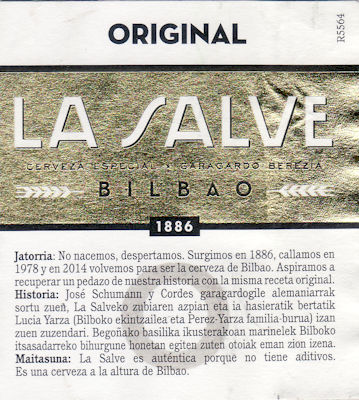 ORIGINAL
R5564
LA SALVE
CERVEZA ESPECIAL • GARAGARDO BEREZIA
BILBAO
1886
Jatorria: No nacemos, despertamos. Surgimos en 1886, callamos en
1978 y en 2014 volvemos para ser la cerveza de Bilbao. Aspiramos a
recuperar un pedazo de nuestra historia con la misma receta original.
Historia: José Schumann y Cordes garagardogile alemaniarrak
sortu zuen, La Salveko zubiaren azpian eta ia hasieratik bertatik
Lucia Yarza (Bilboko ekintzailea eta Perez-Yarza familia-burua) izan
zuen zuzendari. Begoñako basilika ikusterakoan marinelek Bilboko
itsasadarreko bihurgune honetan egiten zuten otoiak eman zion izena.
Maitasuna: La Salve es auténtica porque no tiene aditivos.
Es una cerveza a la altura de Bilbao.